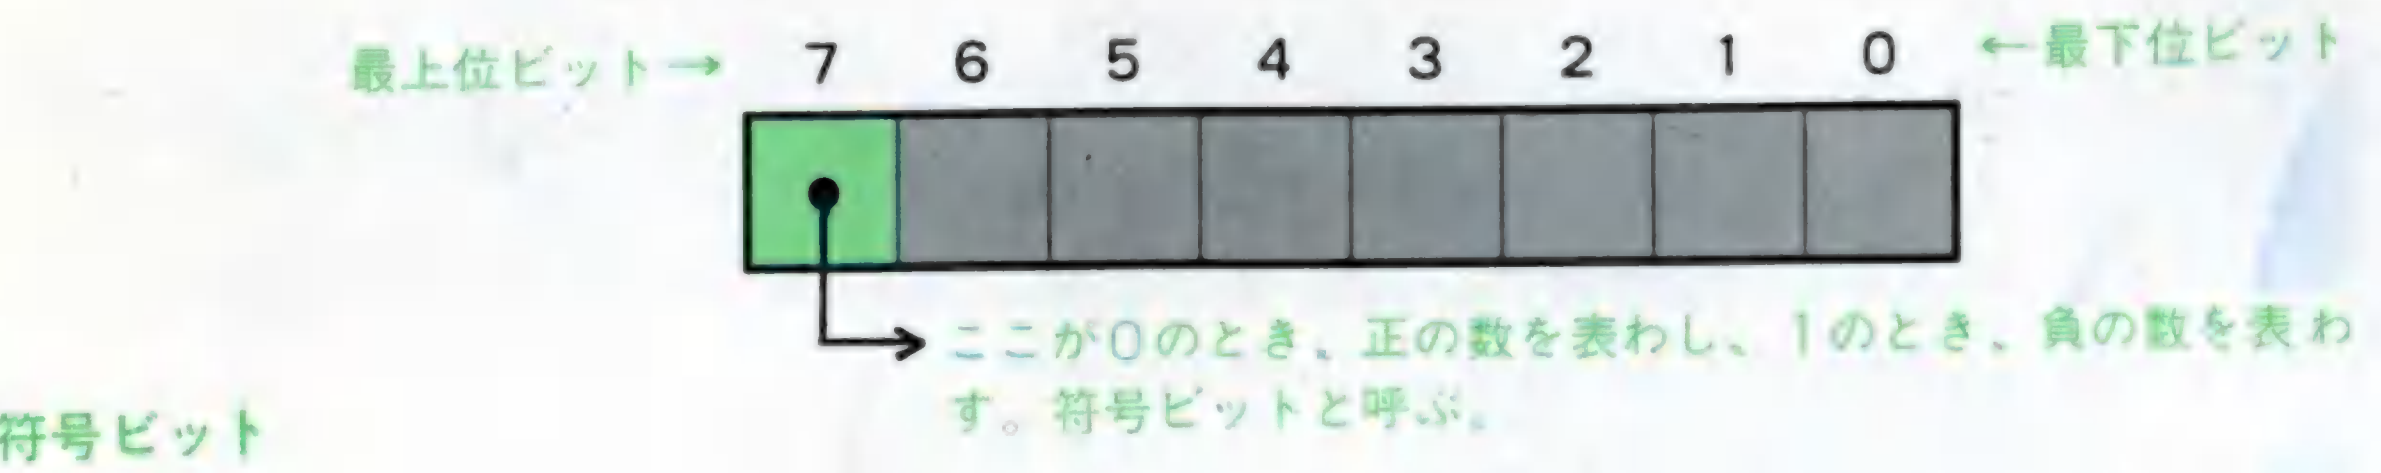 最上位ビット→ 7 6 5 4 3 2 1 0 ←最下位ビット
ここが0のとき、正の数を表わし、1のとき、負の数を表わ
す。符号ビットと呼ぶ。
符号ビット